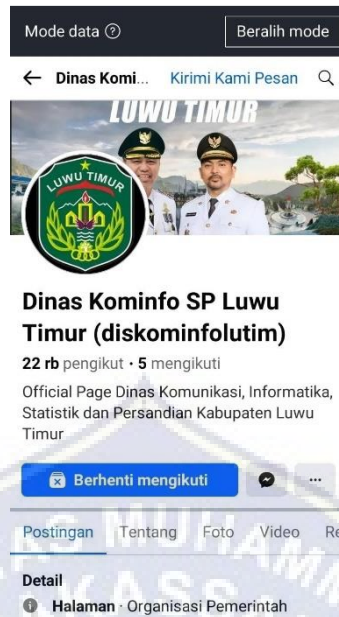 Mode data
Beralih mode
Dinas Komi... Kirimi Kami Pesan
LUWU TIMUR
LUWU TIMUR
Dinas Kominfo SP Luwu
Timur (diskominfolutim)
22 rb pengikut • 5 mengikuti
Official Page Dinas Komunikasi, Informatika,
Statistik dan Persandian Kabupaten Luwu
Timur
Berhenti mengikuti
Postingan Tentang Foto Video Re
Detail
Halaman · Organisasi Pemerintah